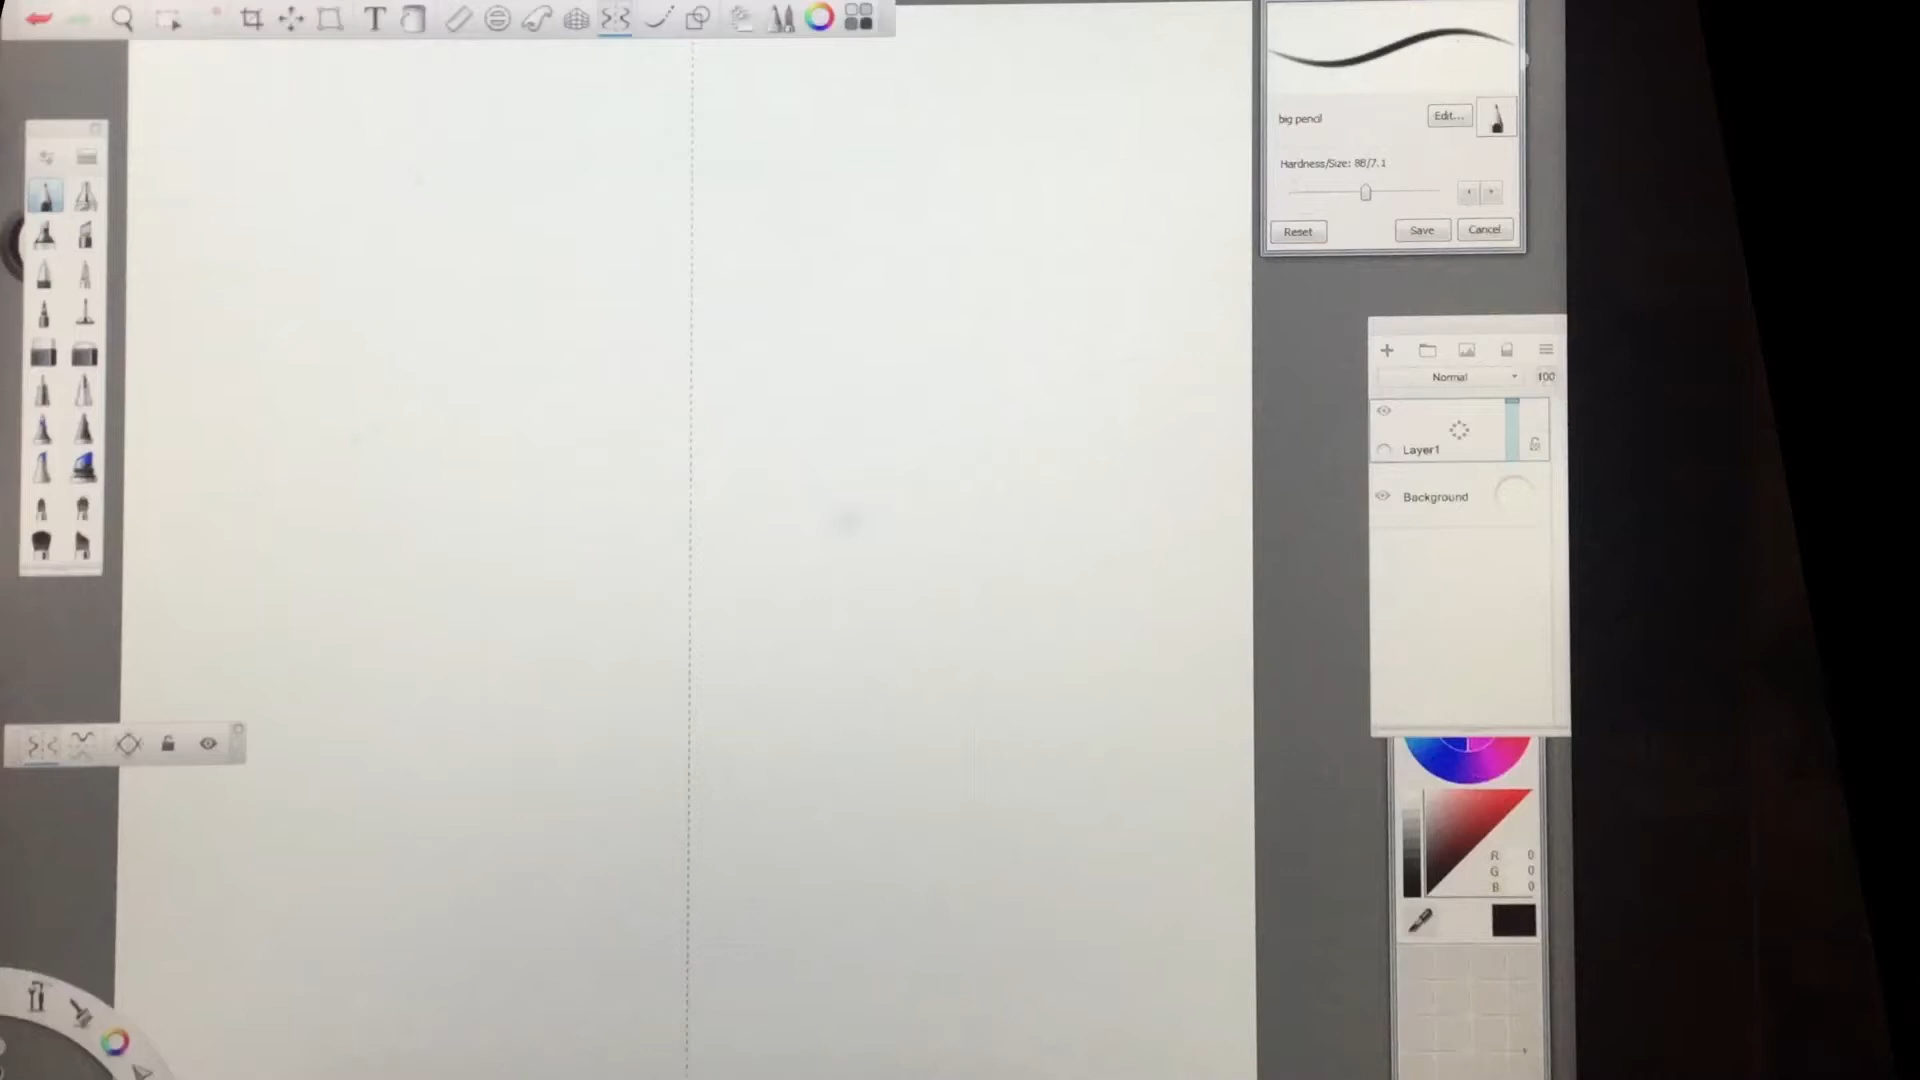 T
big pencil
Edit...
Hardness/Size: 88/7.1
Reset
Save
Cancel
Normal
100
Layer1
Background
R 0
G 0
B 0